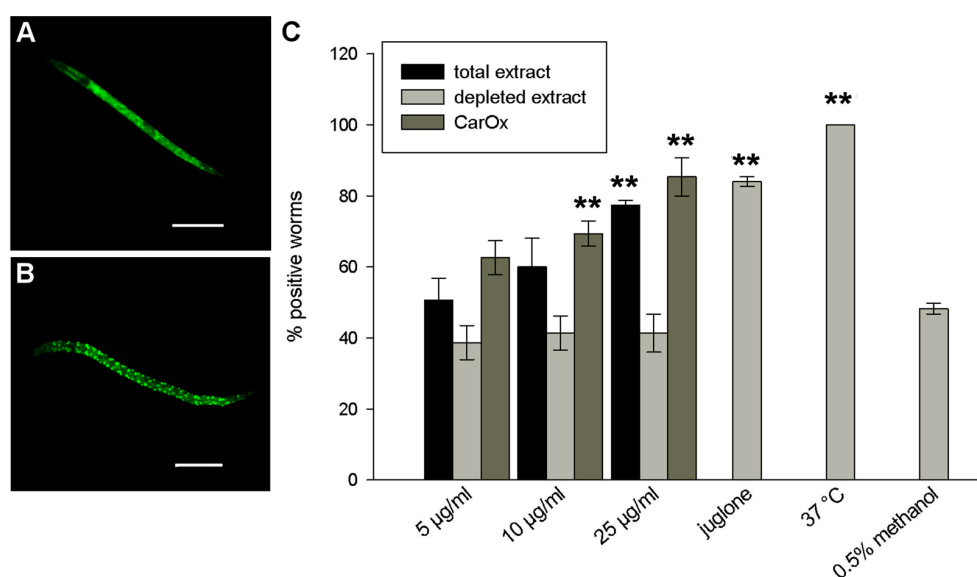 A
B
C
120
100
80
60
40
20
0
% positive worms
total extract
depleted extract
CarOx
**
**
**
**
**
5 µg/ml
10 µg/ml
25 µg/ml
juglone
37 °C
0.5% methanol